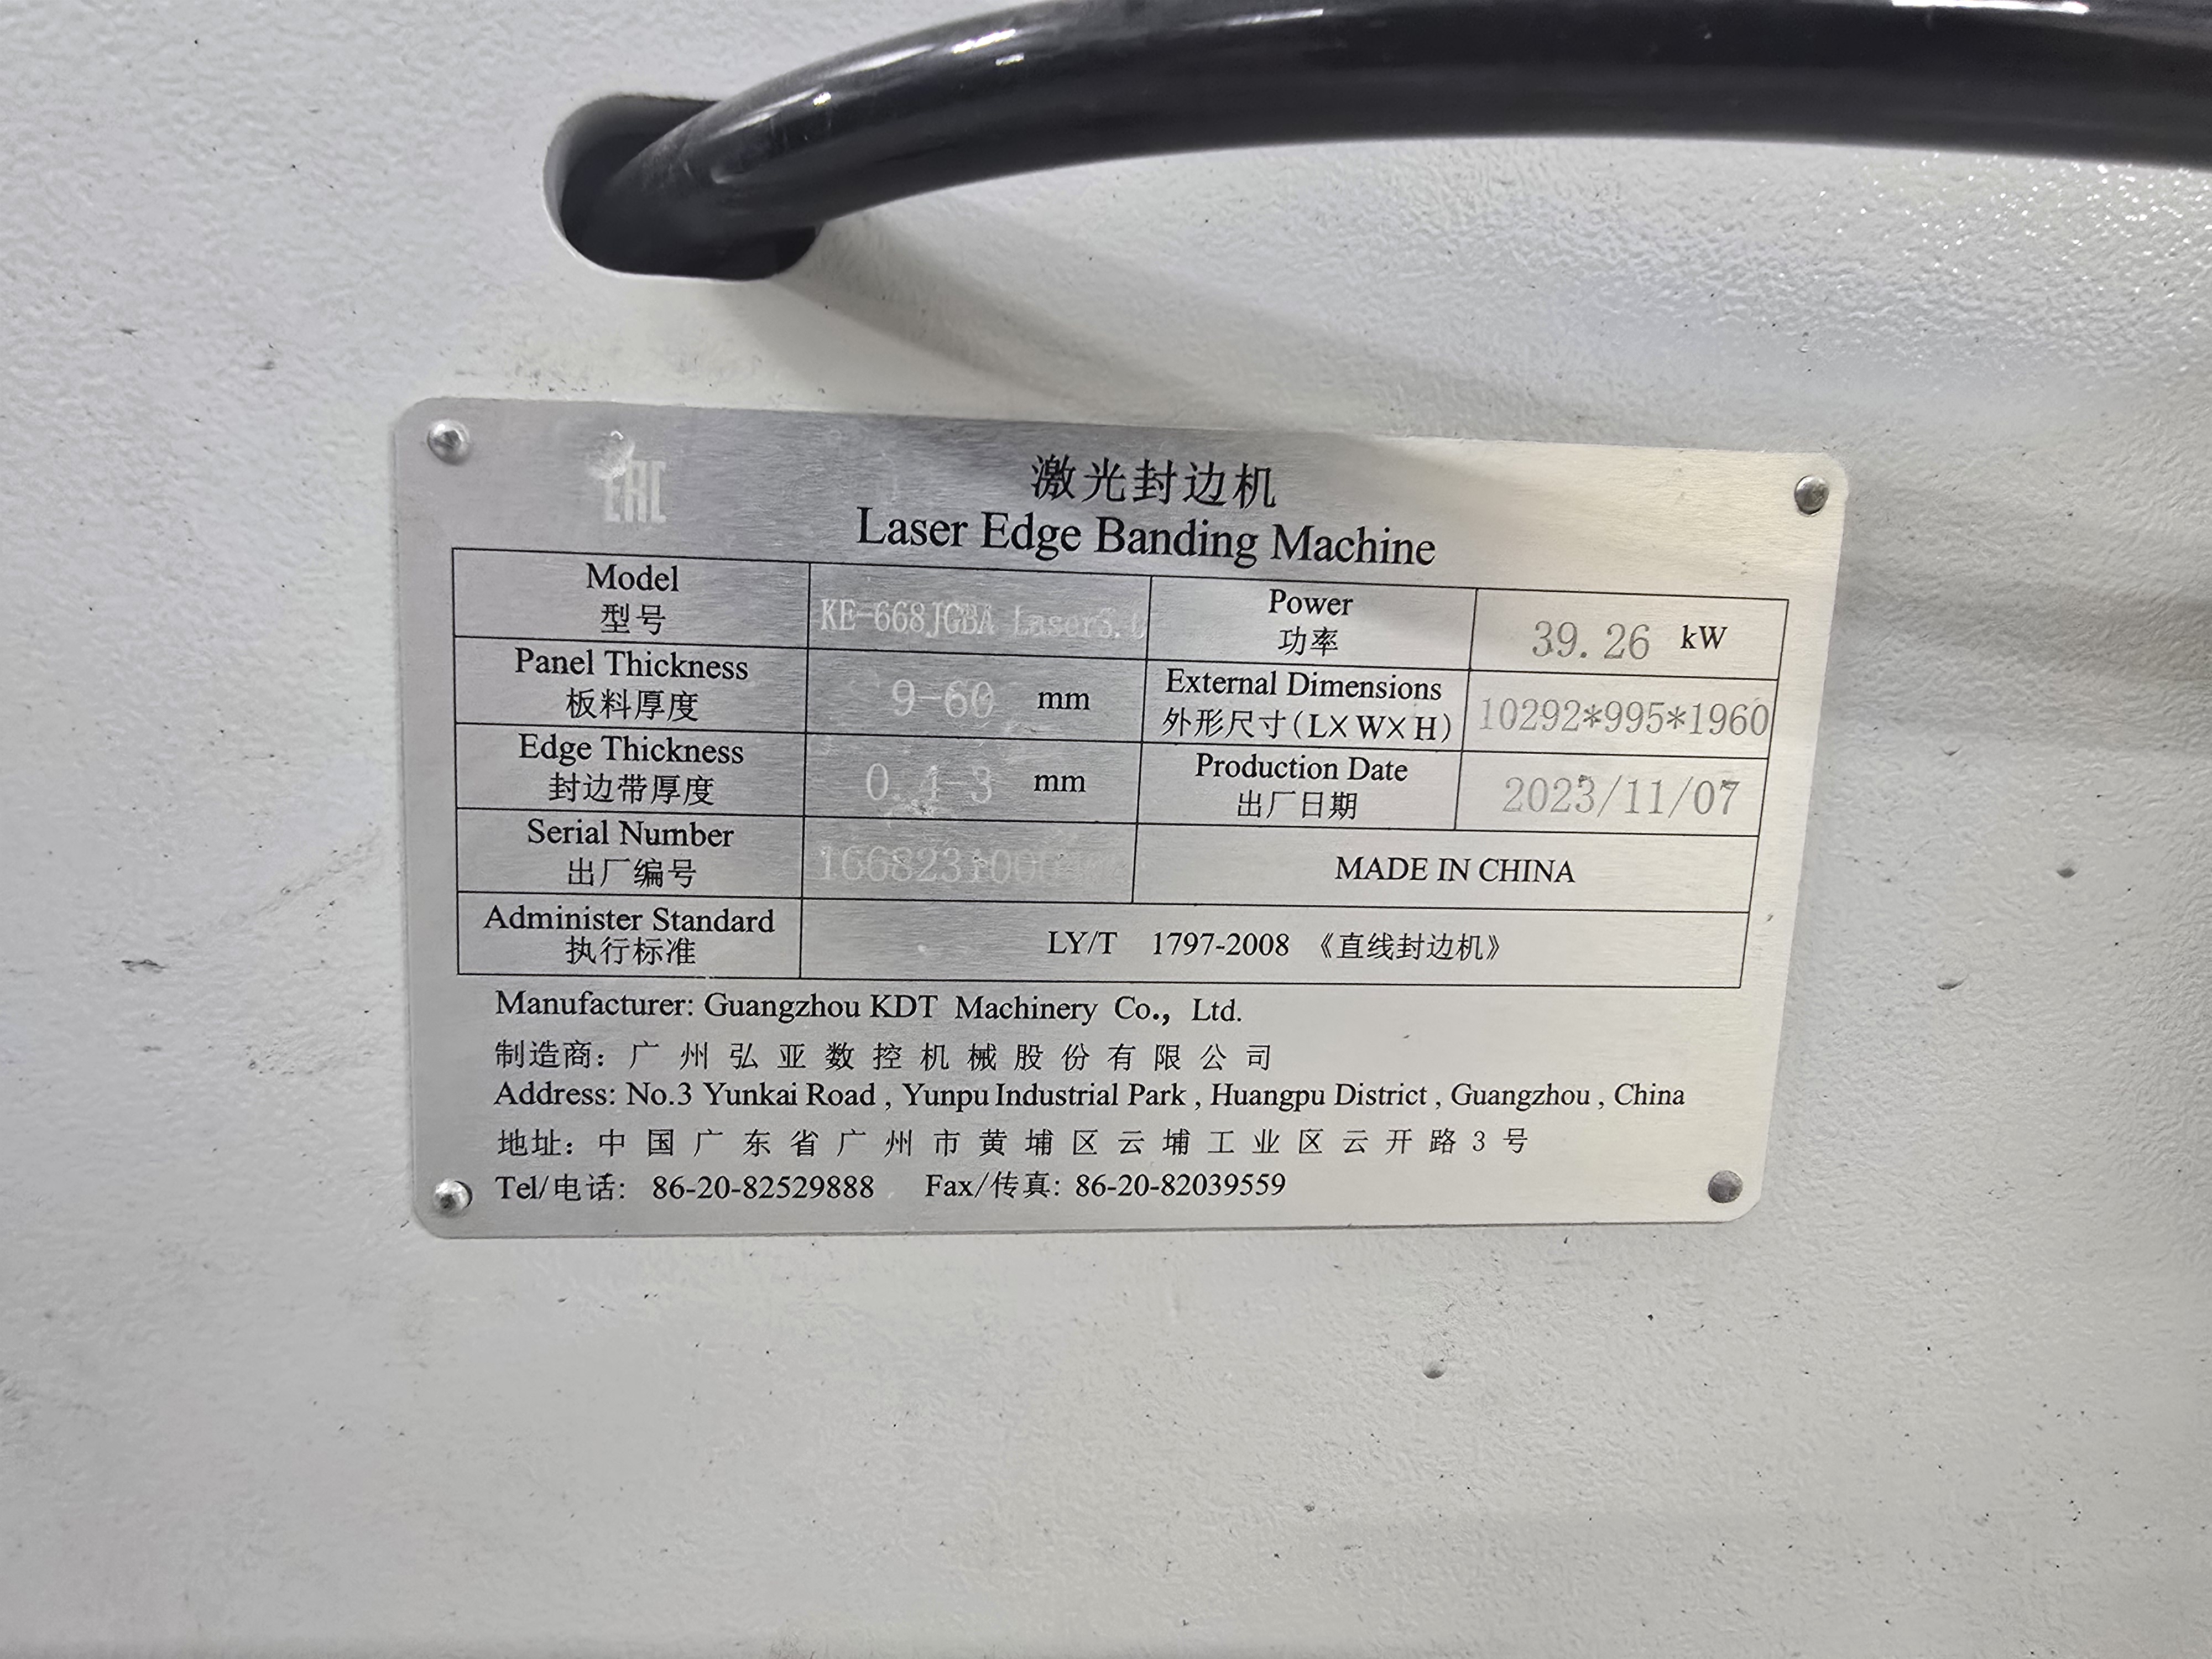 EAC
激光封边机
Laser Edge Banding Machine
Model
型号
KE-668JGBA
Power
功率
39.26 kW
Panel Thickness
板料厚度
9-60 mm
External Dimensions
外形尺寸(L×W×H)
10292*995*1960
Edge Thickness
封边带厚度
mm
Production Date
出厂日期
2023/11/07
Serial Number
出厂编号
MADE IN CHINA
Administer Standard
执行标准
LY/T 1797-2008 《直线封边机》
Manufacturer: Guangzhou KDT Machinery Co., Ltd.
制造商：广州弘亚数控机械股份有限公司
Address: No.3 Yunkai Road , Yunpu Industrial Park , Huangpu District , Guangzhou , China
地址：中国广东省广州市黄埔区云埔工业区云开路3号
Tel/电话: 86-20-82529888 Fax/传真: 86-20-82039559